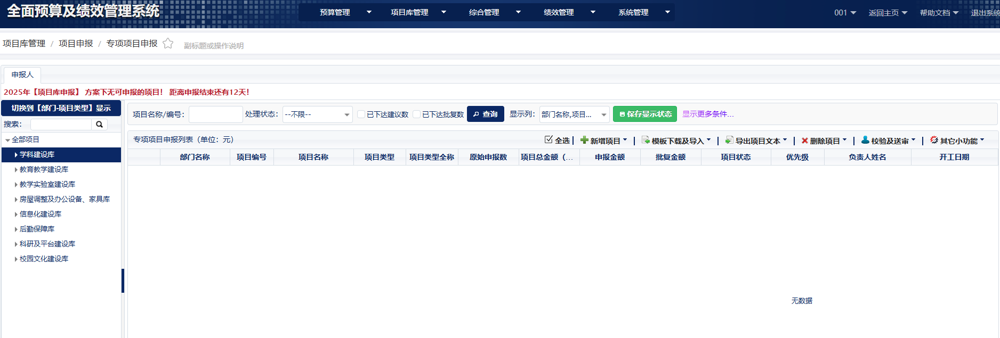 全面预算及绩效管理系统
预算管理 项目库管理 综合管理 绩效管理 系统管理
001 返回主页 帮助文档 退出系统
项目库管理 / 项目申报 / 专项项目申报 副标题或操作说明
申报人
2025年【项目库申报】 方案下无可申报的项目！ 距离申报结束还有12天！
切换到【部门-项目类型】显示
搜索：
全部项目
学科建设库
教育教学建设库
教学实验室建设库
房屋调整及办公设备、家具库
信息化建设库
后勤保障库
科研及平台建设库
校园文化建设库
项目名称/编号： 处理状态： --不限-- 已下达建议数 已下达批复数 查询 显示列： 部门名称,项目... 保存显示状态 显示更多条件...
专项项目申报列表（单位：元） 全选 新增项目 模板下载及导入 导出项目文本 删除项目 校验及送审 其它小功能
部门名称 项目编号 项目名称 项目类型 项目类型全称 原始申报数 项目总金额（... 申报金额 批复金额 项目状态 优先级 负责人姓名 开工日期
无数据